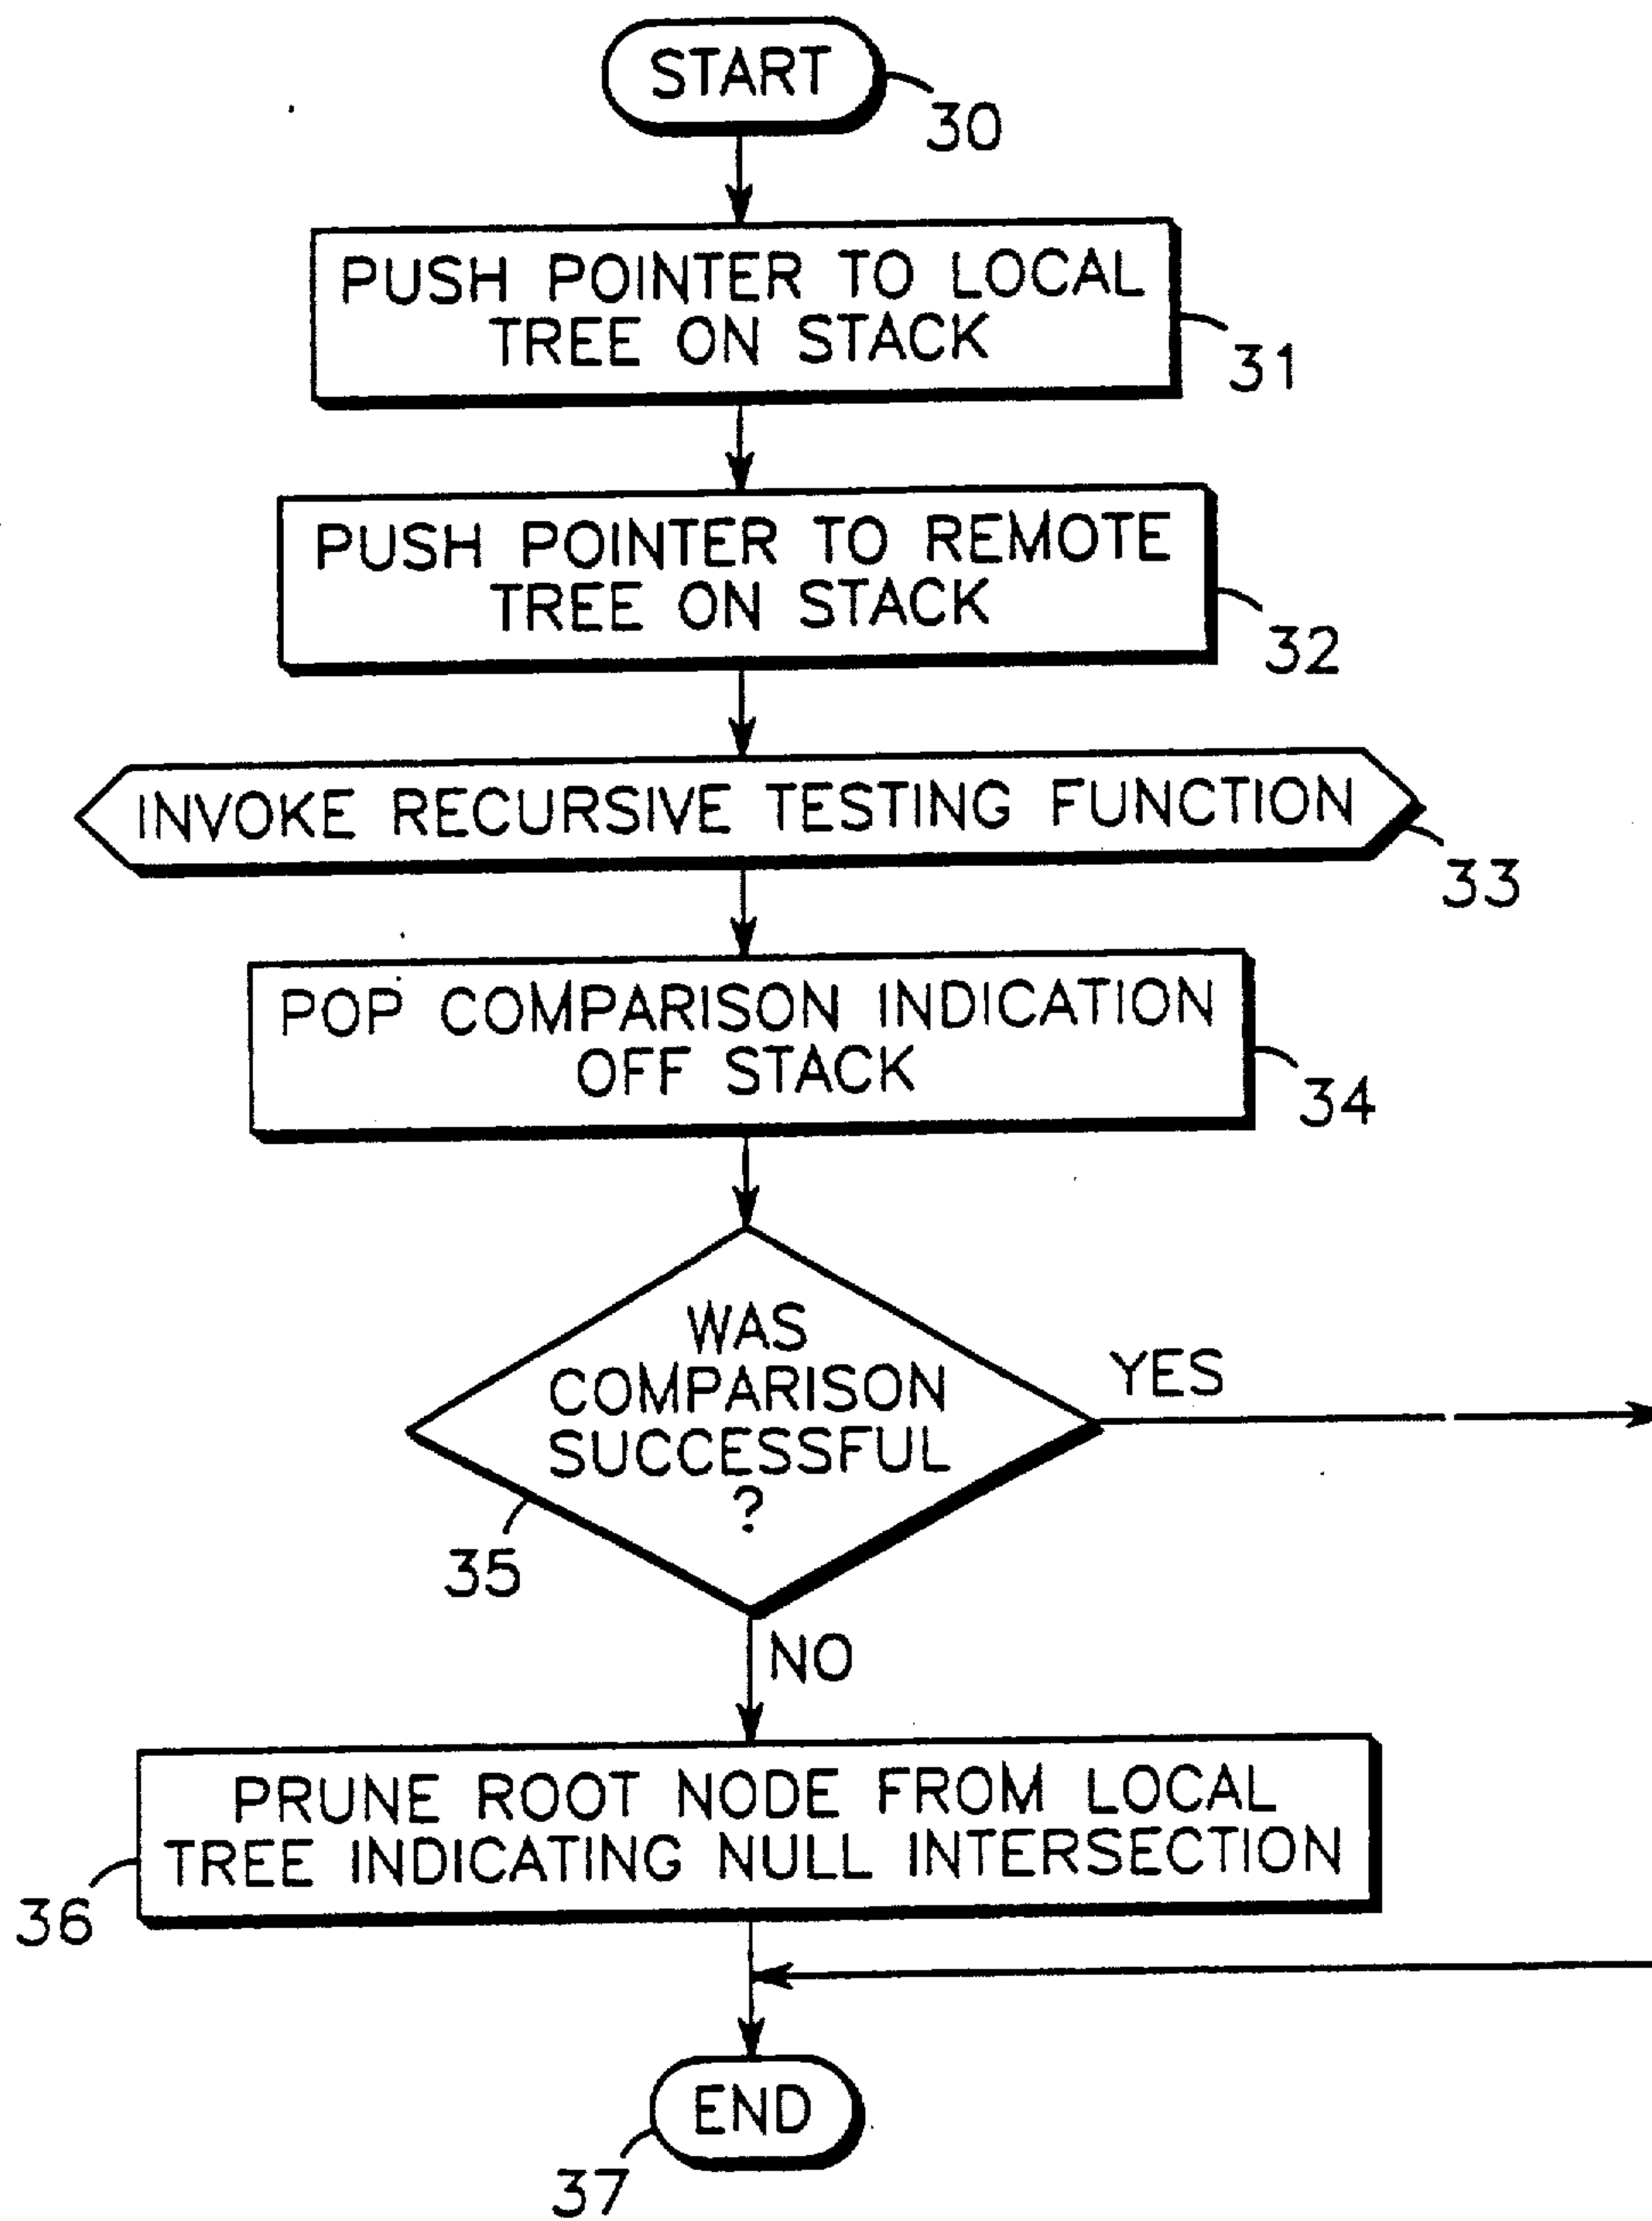 START
30
PUSH POINTER TO LOCAL
TREE ON STACK
31
PUSH POINTER TO REMOTE
TREE ON STACK
32
INVOKE RECURSIVE TESTING FUNCTION
33
POP COMPARISON INDICATION
OFF STACK
34
WAS
COMPARISON
SUCCESSFUL
?
YES
35
NO
PRUNE ROOT NODE FROM LOCAL
TREE INDICATING NULL INTERSECTION
36
END
37